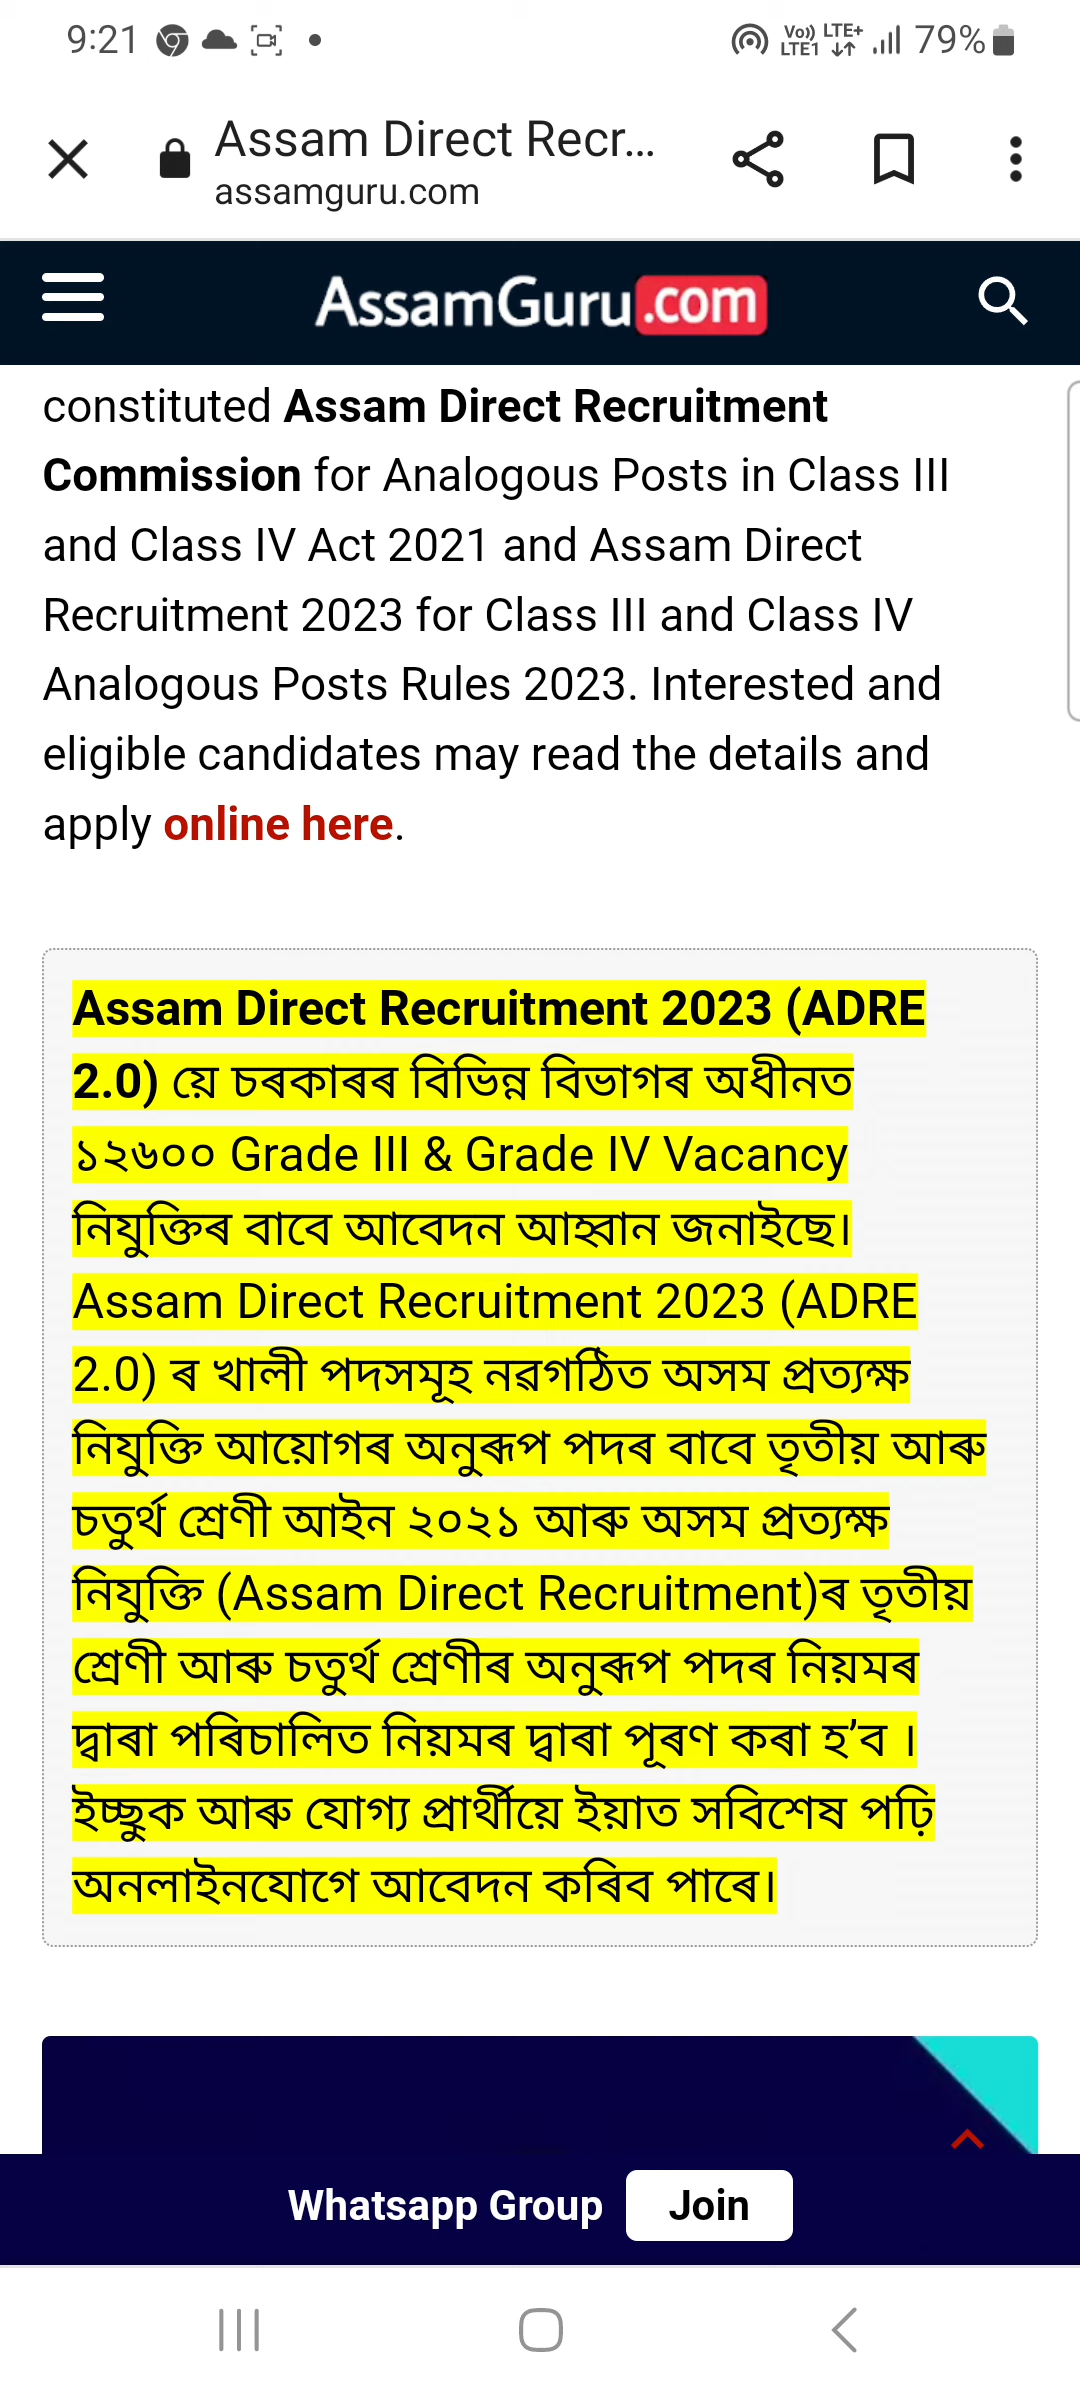 9:21
Vo)) LTE+
LTE1
79%
Assam Direct Recr...
assamguru.com
AssamGuru.com
constituted Assam Direct Recruitment
Commission for Analogous Posts in Class III
and Class IV Act 2021 and Assam Direct
Recruitment 2023 for Class III and Class IV
Analogous Posts Rules 2023. Interested and
eligible candidates may read the details and
apply online here.
Assam Direct Recruitment 2023 (ADRE
2.0) য়ে চৰকাৰৰ বিভিন্ন বিভাগৰ অধীনত
১২৬০০ Grade III & Grade IV Vacancy
নিযুক্তিৰ বাবে আবেদন আহ্বান জনাইছে।
Assam Direct Recruitment 2023 (ADRE
2.0) ৰ খালী পদসমূহ নৱগঠিত অসম প্ৰত্যক্ষ
নিযুক্তি আয়োগৰ অনুৰূপ পদৰ বাবে তৃতীয় আৰু
চতুৰ্থ শ্ৰেণী আইন ২০২১ আৰু অসম প্ৰত্যক্ষ
নিযুক্তি (Assam Direct Recruitment)ৰ তৃতীয়
শ্ৰেণী আৰু চতুৰ্থ শ্ৰেণীৰ অনুৰূপ পদৰ নিয়মৰ
দ্বাৰা পৰিচালিত নিয়মৰ দ্বাৰা পূৰণ কৰা হ’ব ।
ইচ্ছুক আৰু যোগ্য প্ৰাৰ্থীয়ে ইয়াত সবিশেষ পঢ়ি
অনলাইনযোগে আবেদন কৰিব পাৰে।
Whatsapp Group Join